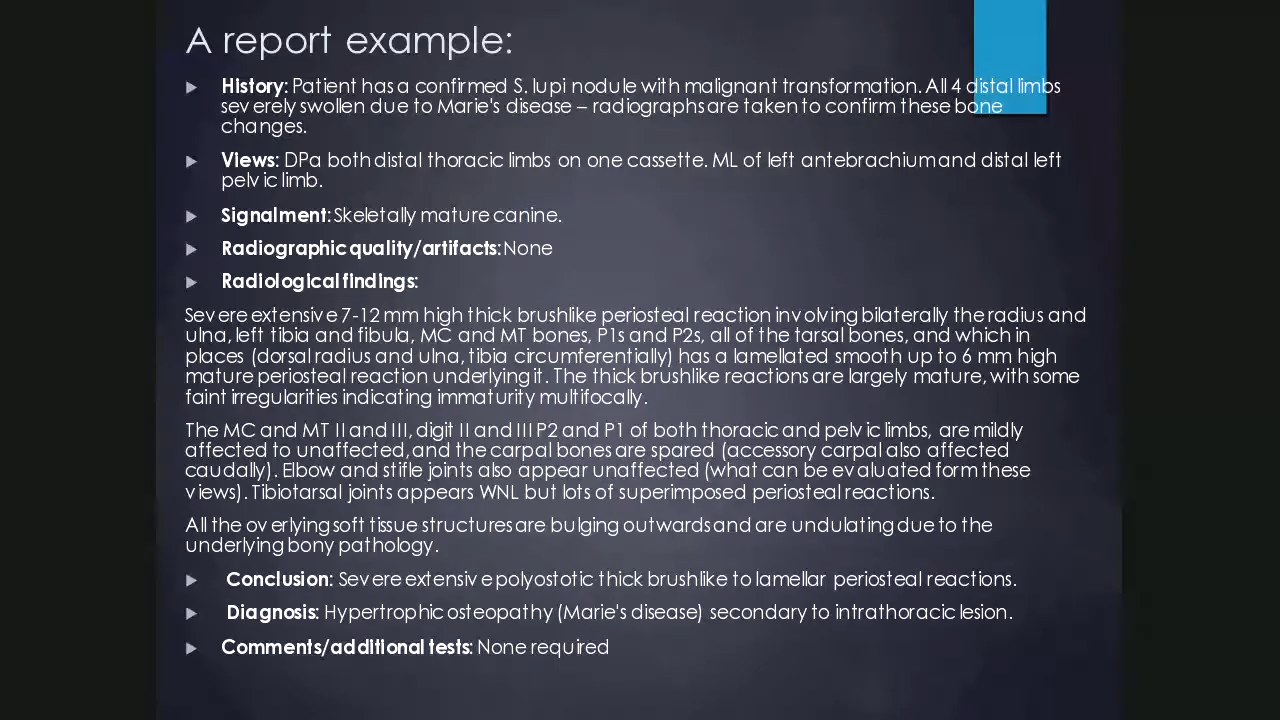 A report example:
History: Patient has a confirmed S. lupi nodule with malignant transformation. All 4 distal limbs
severely swollen due to Marie's disease – radiographs are taken to confirm these bone
changes.
Views: DPa both distal thoracic limbs on one cassette. ML of left antebrachium and distal left
pelvic limb.
Signalment: Skeletally mature canine.
Radiographic quality/artifacts: None
Radiological findings:
Severe extensive 7-12 mm high thick brushlike periosteal reaction involving bilaterally the radius and
ulna, left tibia and fibula, MC and MT bones, P1s and P2s, all of the tarsal bones, and which in
places (dorsal radius and ulna, tibia circumferentially) has a lamellated smooth up to 6 mm high
mature periosteal reaction underlying it. The thick brushlike reactions are largely mature, with some
faint irregularities indicating immaturity multifocally.
The MC and MT II and III, digit II and III P2 and P1 of both thoracic and pelvic limbs, are mildly
affected to unaffected, and the carpal bones are spared (accessory carpal also affected
caudally). Elbow and stifle joints also appear unaffected (what can be evaluated form these
views). Tibiotarsal joints appears WNL but lots of superimposed periosteal reactions.
All the overlying soft tissue structures are bulging outwards and are undulating due to the
underlying bony pathology.
Conclusion: Severe extensive polyostotic thick brushlike to lamellar periosteal reactions.
Diagnosis: Hypertrophic osteopathy (Marie's disease) secondary to intrathoracic lesion.
Comments/additional tests: None required